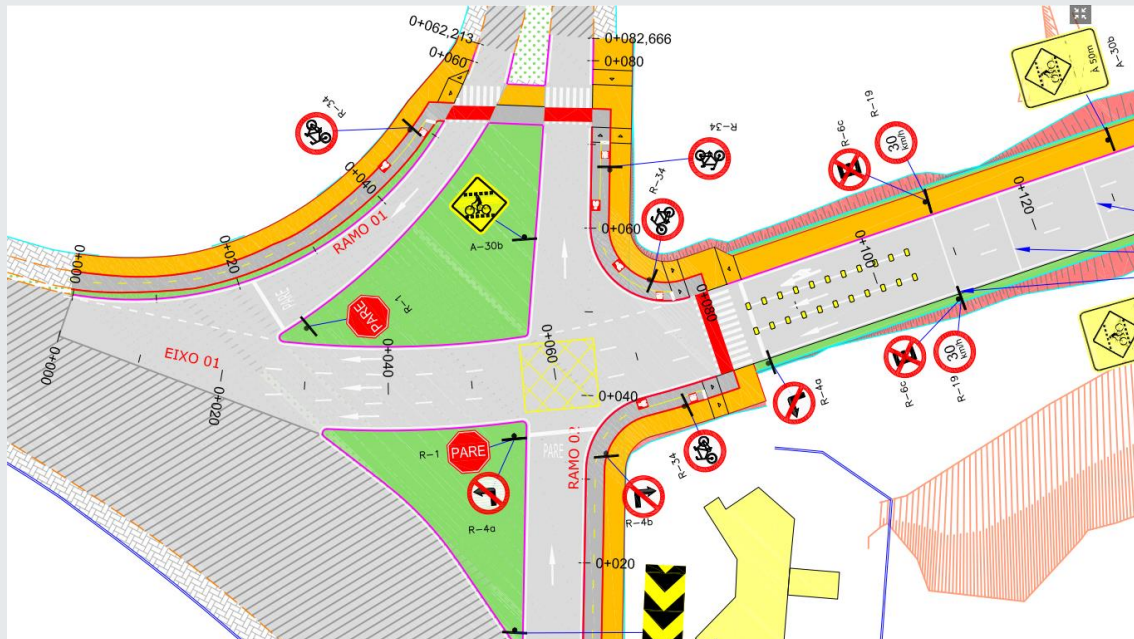 0+062,213
0+060
0+082,666
0+080
A 50m
A-30b
R-34
R-34
R-19
30
km/h
R-6c
R-34
0+040
RAMO 01
A-30b
0+060
0+120
0+100
0+020
0+000
PARE
R-1
PARE
0+080
EIXO 01
0+000
0+020
0+040
0+060
0+040
R-6c
30
km/h
R-19
R-4a
R-1
PARE
PARE
RAMO 02
R-34
R-4a
R-4b
0+020